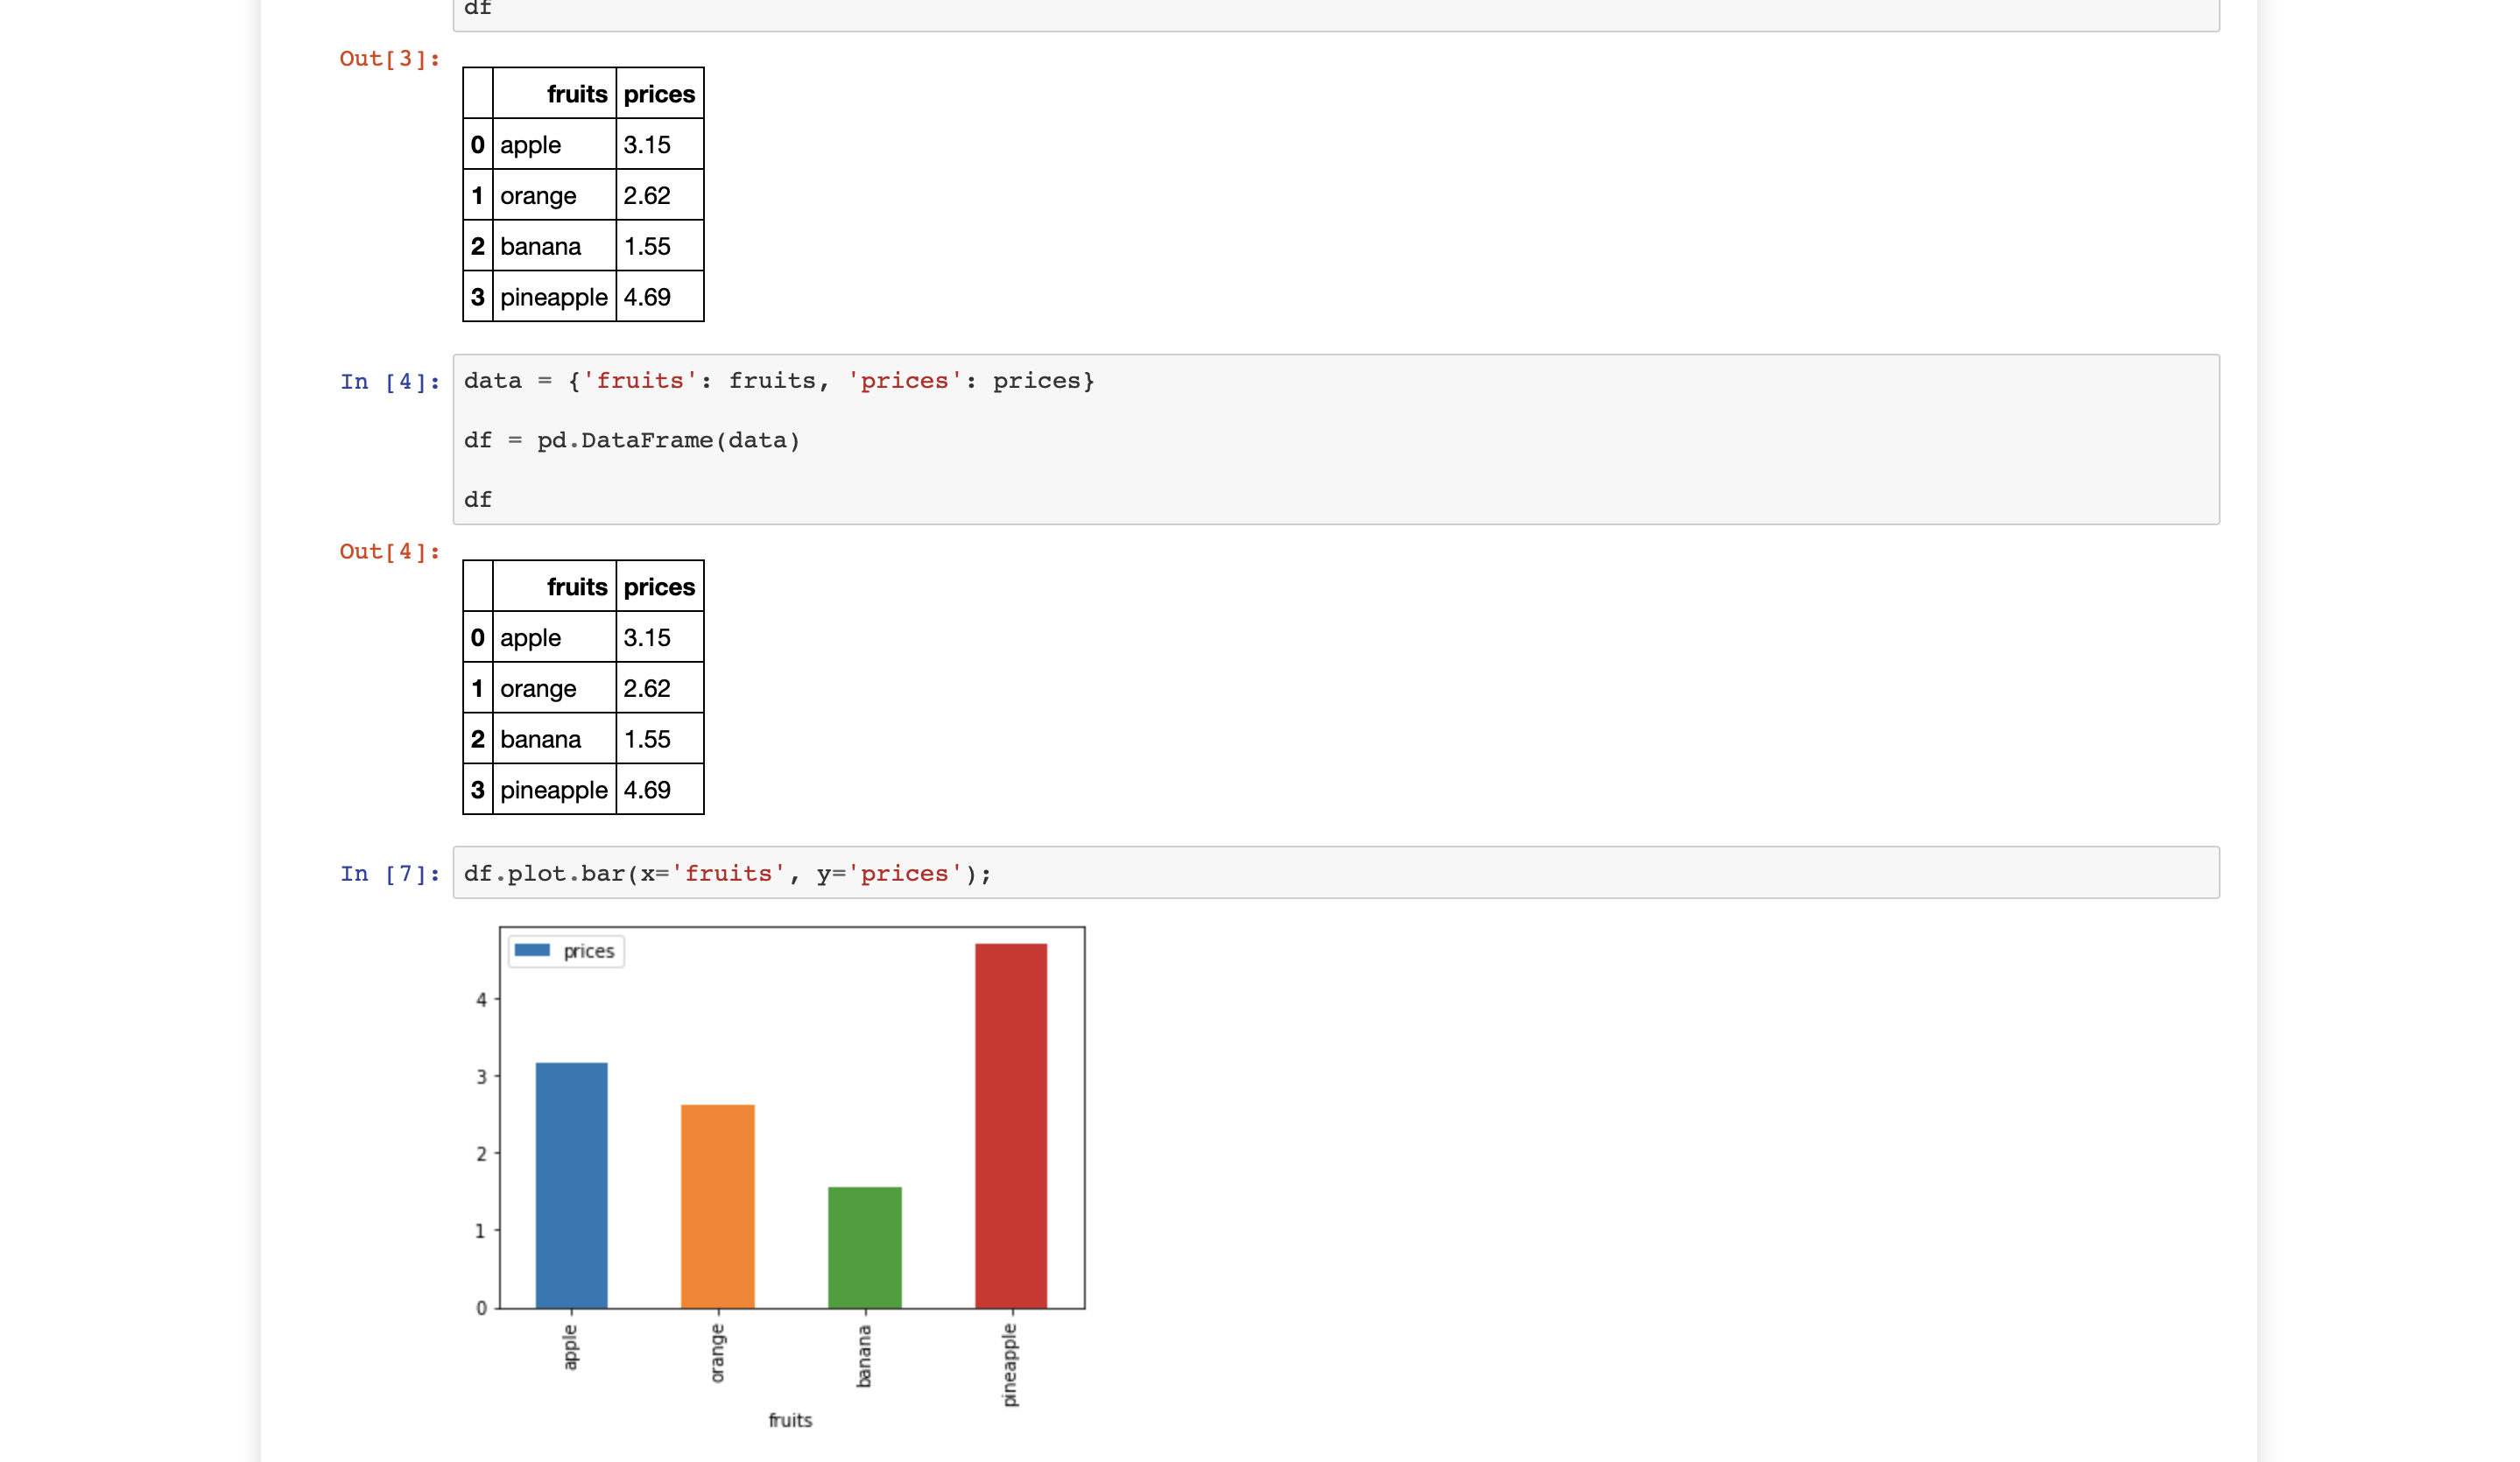 df
Out[3]:
fruits prices
0 apple 3.15
1 orange 2.62
2 banana 1.55
3 pineapple 4.69
In [4]: data = {'fruits': fruits, 'prices': prices}
df = pd.DataFrame(data)
df
Out[4]:
fruits prices
0 apple 3.15
1 orange 2.62
2 banana 1.55
3 pineapple 4.69
In [7]: df.plot.bar(x='fruits', y='prices');
prices
4
3
2
1
0
apple orange banana pineapple
fruits